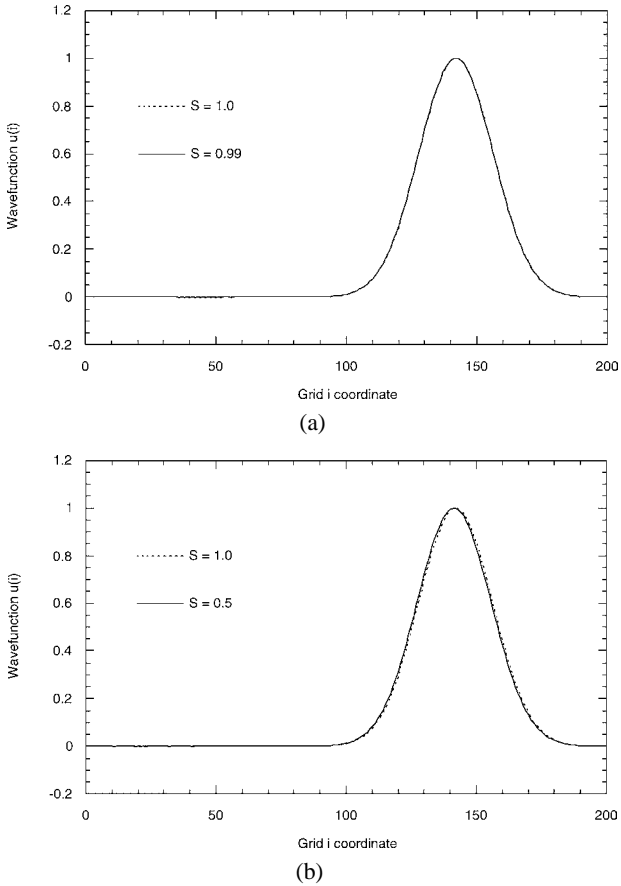 1.2
1
0.8
0.6
0.4
0.2
0
-0.2
Wavefunction u(i)
S = 1.0
S = 0.99
0 50 100 150 200
Grid i coordinate
(a)
1.2
1
0.8
0.6
0.4
0.2
0
-0.2
Wavefunction u(i)
S = 1.0
S = 0.5
0 50 100 150 200
Grid i coordinate
(b)